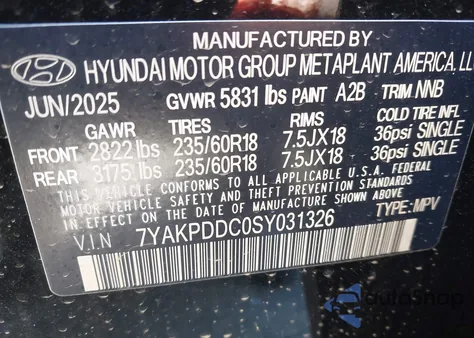 MANUFACTURED BY
HYUNDAI MOTOR GROUP METAPLANT AMERICA, LL
JUN/2025 GVWR 5831 lbs PAINT A2B TRIM NNB
GAWR TIRES RIMS COLD TIRE INFL
FRONT 2822 lbs 235/60R18 7.5JX18 36psi SINGLE
REAR 3175 lbs 235/60R18 7.5JX18 36psi SINGLE
THIS VEHICLE CONFORMS TO ALL APPLICABLE U.S.A. FEDERAL
MOTOR VEHICLE SAFETY AND THEFT PREVENTION STANDARDS
IN EFFECT ON THE DATE OF MANUFACTURE SHOWN ABOVE.
V.I.N 7YAKPDDC0SY031326 TYPE:MPV
autoShop